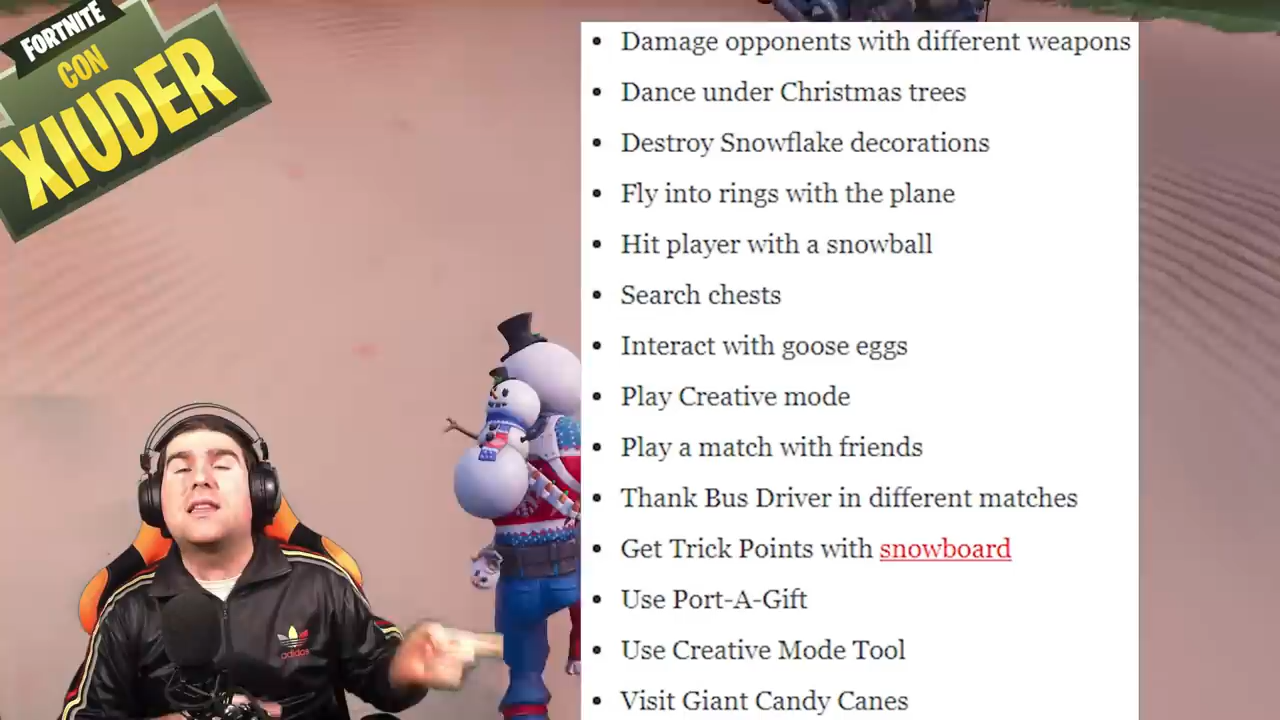 FORTNITE
CON
XIUDER
Damage opponents with different weapons
Dance under Christmas trees
Destroy Snowflake decorations
Fly into rings with the plane
Hit player with a snowball
Search chests
Interact with goose eggs
Play Creative mode
Play a match with friends
Thank Bus Driver in different matches
Get Trick Points with snowboard
Use Port-A-Gift
Use Creative Mode Tool
Visit Giant Candy Canes
adidas